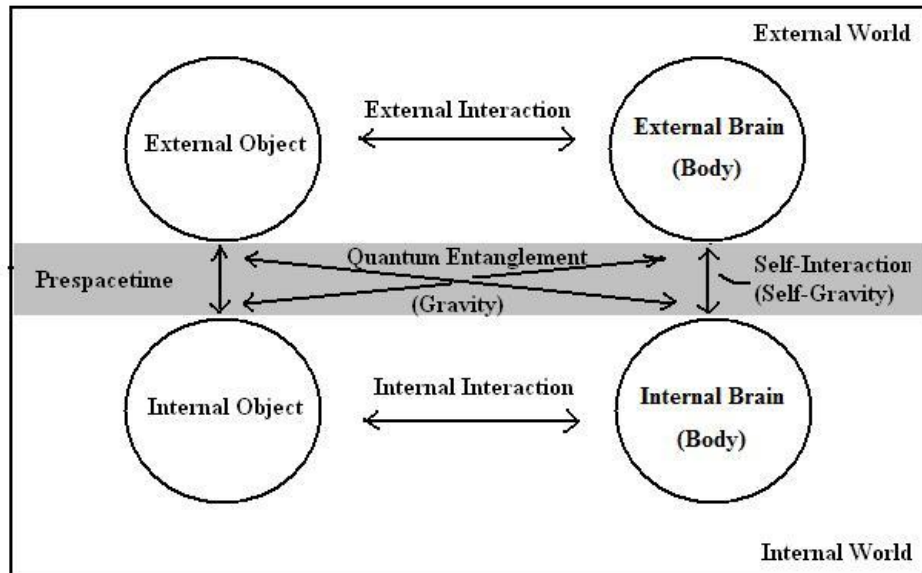 External World
External Interaction
External Object
External Brain
(Body)
Quantum Entanglement
Prespacetime
(Gravity)
Self-Interaction
(Self-Gravity)
Internal Interaction
Internal Object
Internal Brain
(Body)
Internal World